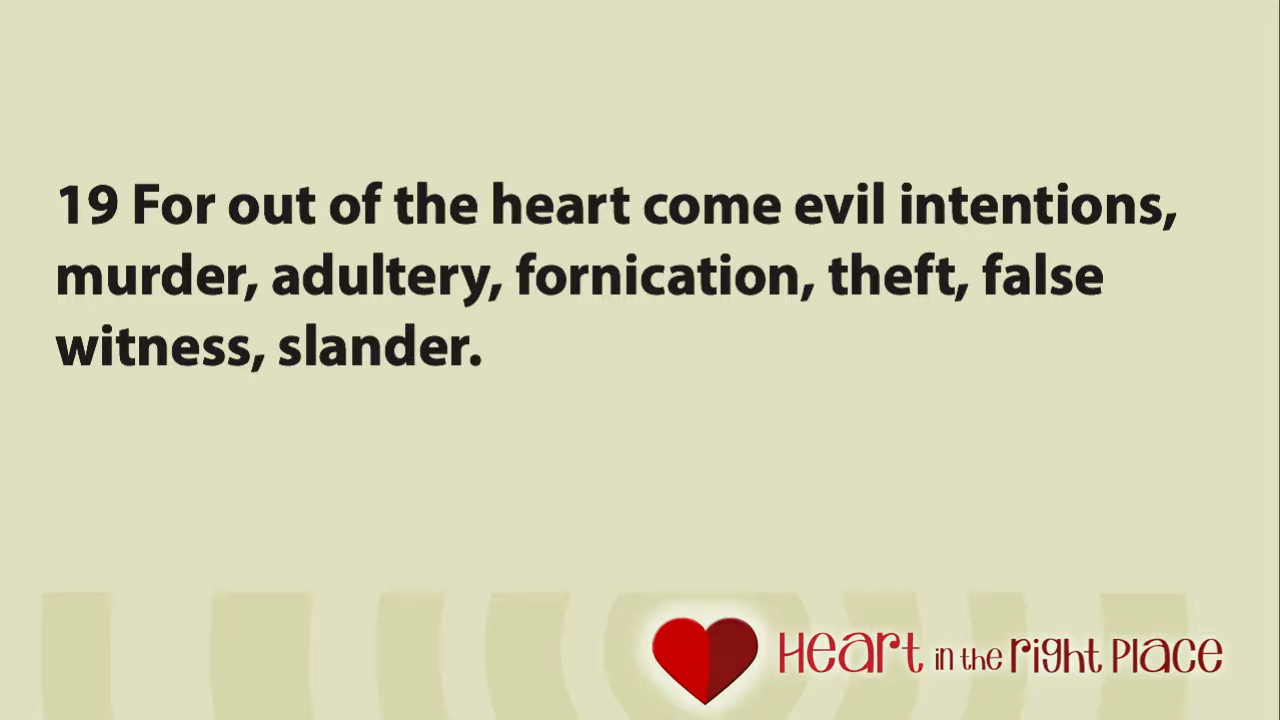 19 For out of the heart come evil intentions,
murder, adultery, fornication, theft, false
witness, slander.
Heart in the right Place